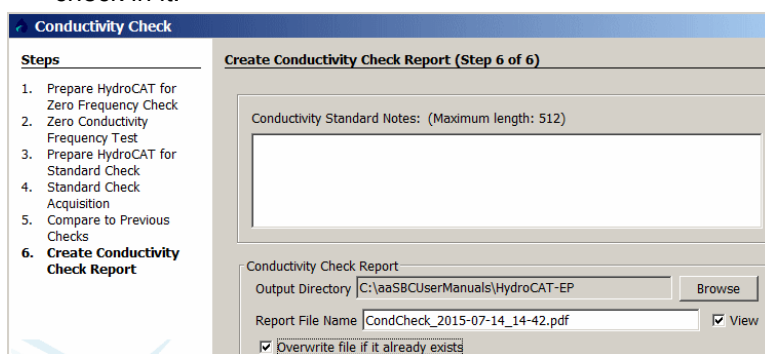 check in it.
Conductivity Check
Steps
1. Prepare HydroCAT for
Zero Frequency Check
2. Zero Conductivity
Frequency Test
3. Prepare HydroCAT for
Standard Check
4. Standard Check
Acquisition
5. Compare to Previous
Checks
6. Create Conductivity
Check Report
Create Conductivity Check Report (Step 6 of 6)
Conductivity Standard Notes: (Maximum length: 512)
Conductivity Check Report
Output Directory C:\aaSBCUserManuals\HydroCAT-EP Browse
Report File Name CondCheck_2015-07-14_14-42.pdf View
Overwrite file if it already exists